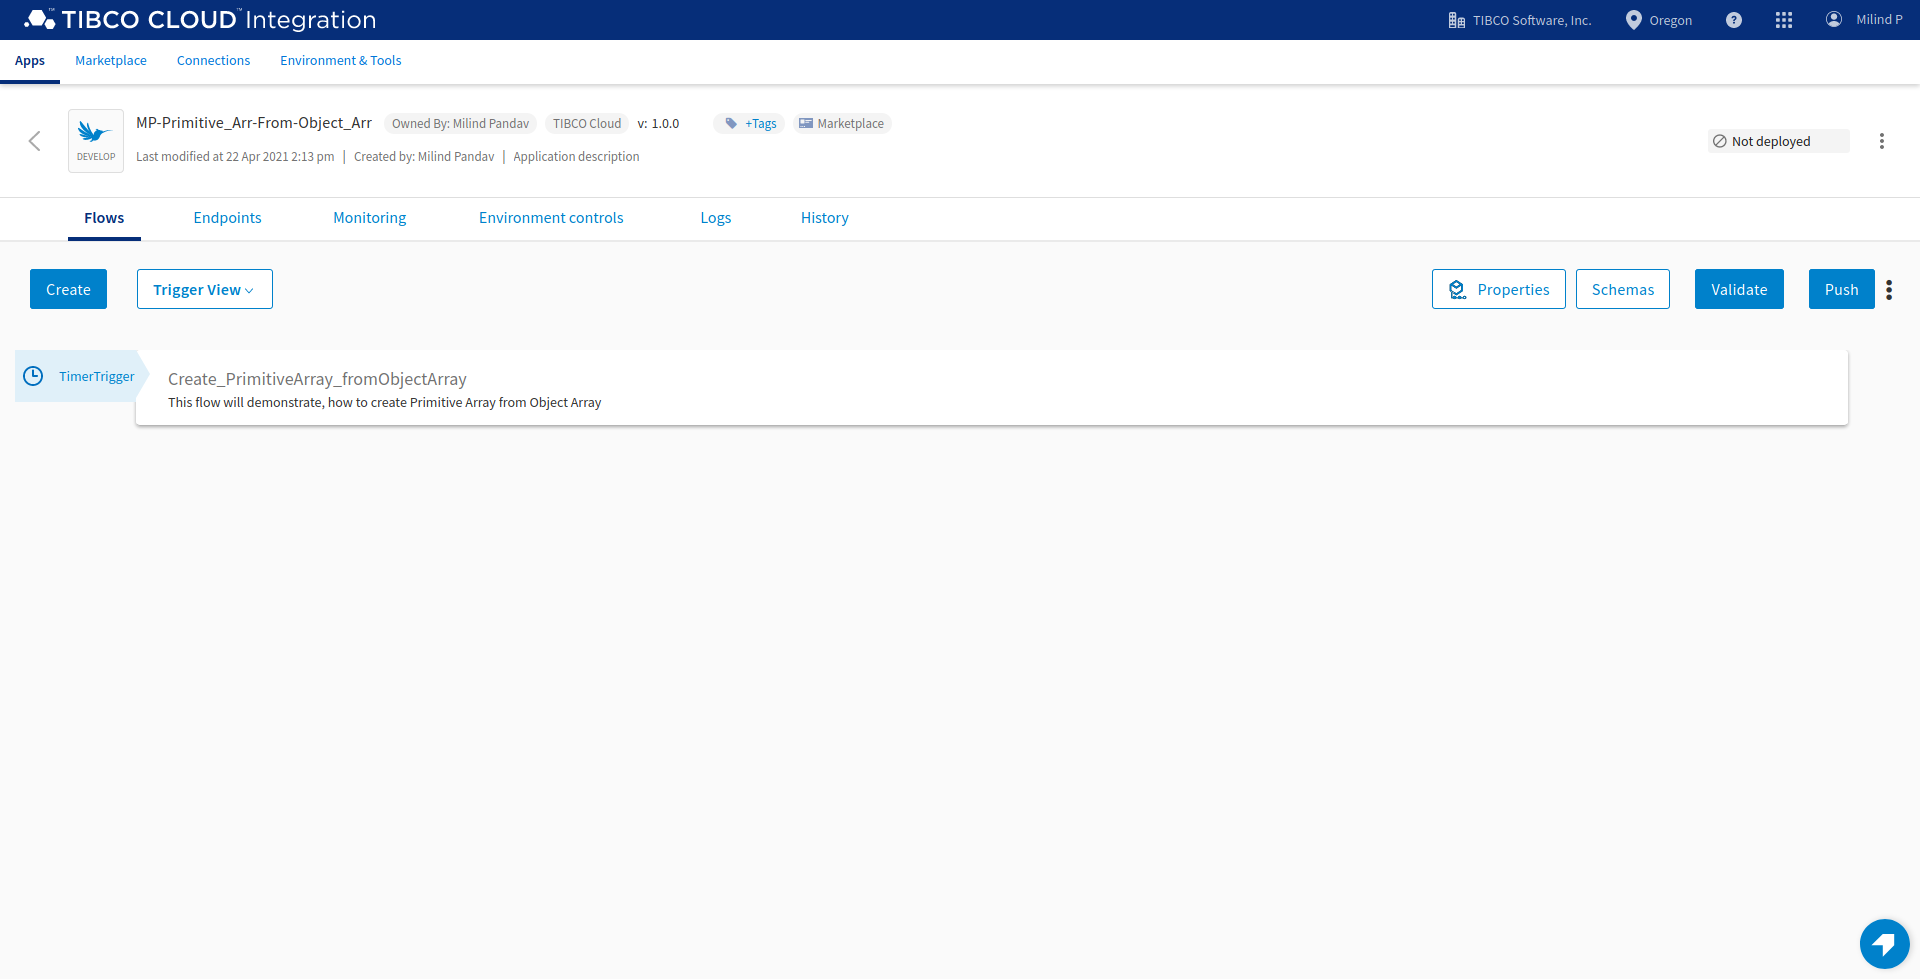 TIBCO CLOUD™ Integration
TIBCO Software, Inc.
Oregon
?
Milind P
Apps
Marketplace
Connections
Environment & Tools
DEVELOP
MP-Primitive_Arr-From-Object_Arr
Owned By: Milind Pandav
TIBCO Cloud
v: 1.0.0
+Tags
Marketplace
Last modified at 22 Apr 2021 2:13 pm | Created by: Milind Pandav | Application description
Not deployed
Flows
Endpoints
Monitoring
Environment controls
Logs
History
Create
Trigger View
Properties
Schemas
Validate
Push
TimerTrigger
Create_PrimitiveArray_fromObjectArray
This flow will demonstrate, how to create Primitive Array from Object Array